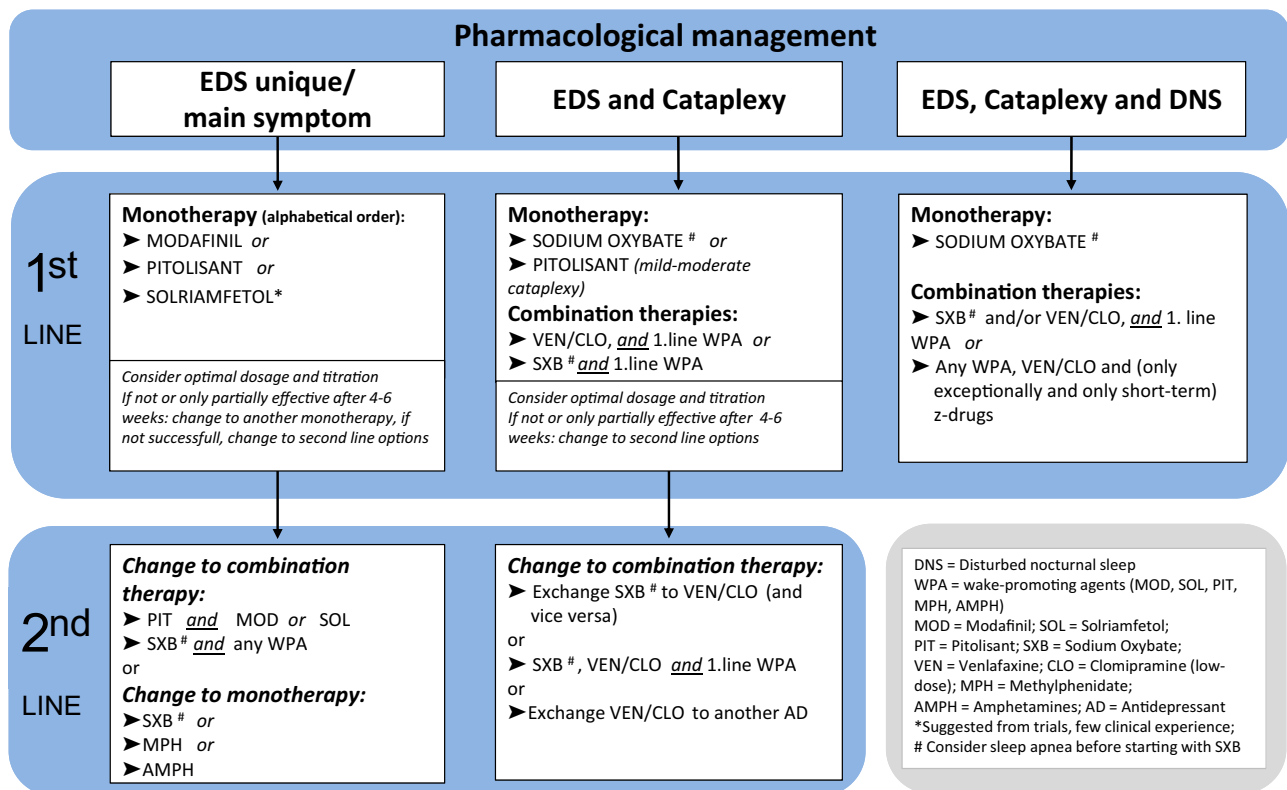 Pharmacological management
EDS unique/
main symptom
EDS and Cataplexy
EDS, Cataplexy and DNS
1st
LINE
Monotherapy (alphabetical order):
➤ MODAFINIL or
➤ PITOLISANT or
➤ SOLRIAMFETOL*
Consider optimal dosage and titration
If not or only partially effective after 4-6
weeks: change to another monotherapy, if
not successfull, change to second line options
Monotherapy:
➤ SODIUM OXYBATE # or
➤ PITOLISANT (mild-moderate
cataplexy)
Combination therapies:
➤ VEN/CLO, and 1.line WPA or
➤ SXB # and 1.line WPA
Consider optimal dosage and titration
If not or only partially effective after 4-6
weeks: change to second line options
Monotherapy:
➤ SODIUM OXYBATE #
Combination therapies:
➤ SXB # and/or VEN/CLO, and 1. line
WPA or
➤ Any WPA, VEN/CLO and (only
exceptionally and only short-term)
z-drugs
2nd
LINE
Change to combination
therapy:
➤ PIT and MOD or SOL
➤ SXB # and any WPA
or
Change to monotherapy:
➤ SXB # or
➤ MPH or
➤ AMPH
Change to combination therapy:
➤ Exchange SXB # to VEN/CLO (and
vice versa)
or
➤ SXB #, VEN/CLO and 1.line WPA
or
➤ Exchange VEN/CLO to another AD
DNS = Disturbed nocturnal sleep
WPA = wake-promoting agents (MOD, SOL, PIT,
MPH, AMPH)
MOD = Modafinil; SOL = Solriamfetol;
PIT = Pitolisant; SXB = Sodium Oxybate;
VEN = Venlafaxine; CLO = Clomipramine (low-
dose); MPH = Methylphenidate;
AMPH = Amphetamines; AD = Antidepressant
*Suggested from trials, few clinical experience;
# Consider sleep apnea before starting with SXB